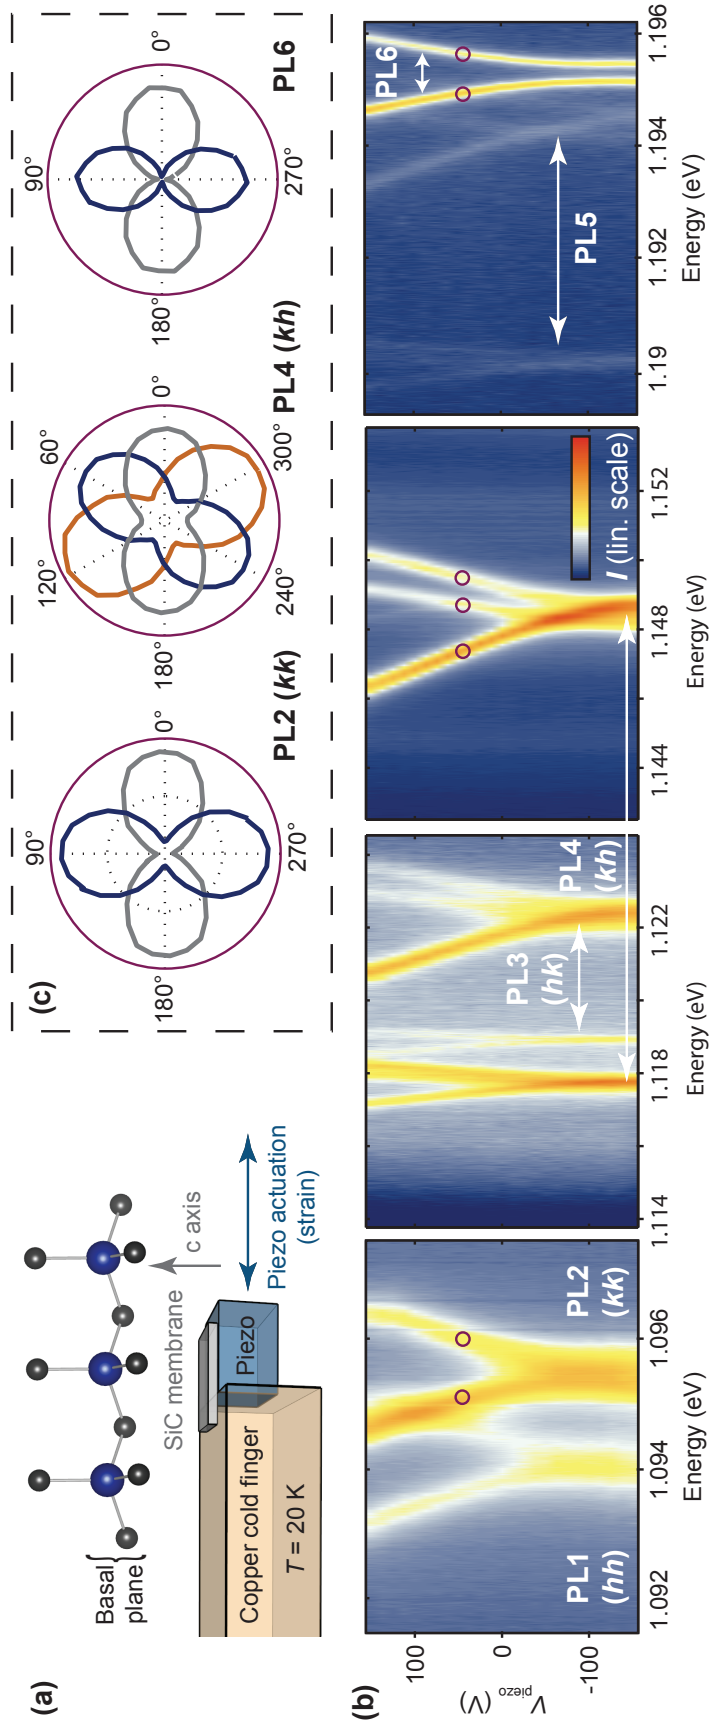 (a)
Basal
plane
SiC membrane
c axis
Copper cold finger
Piezo
T = 20 K
Piezo actuation
(strain)
(c)
90°
180°
0°
270°
PL2 (kk)
120°
60°
180°
0°
240°
300°
PL4 (kh)
90°
180°
0°
270°
PL6
(b)
V piezo (V)
100
0
-100
PL1
(hh)
PL2
(kk)
1.092
1.094
1.096
Energy (eV)
PL3
(hk)
PL4
(kh)
1.114
1.118
1.122
Energy (eV)
I (lin. scale)
1.144
1.148
1.152
Energy (eV)
PL6
PL5
1.19
1.192
1.194
1.196
Energy (eV)